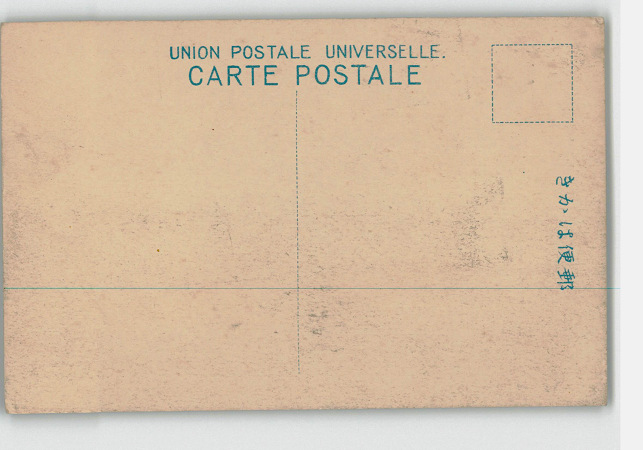 UNION POSTALE UNIVERSELLE.
CARTE POSTALE
きかは便郵